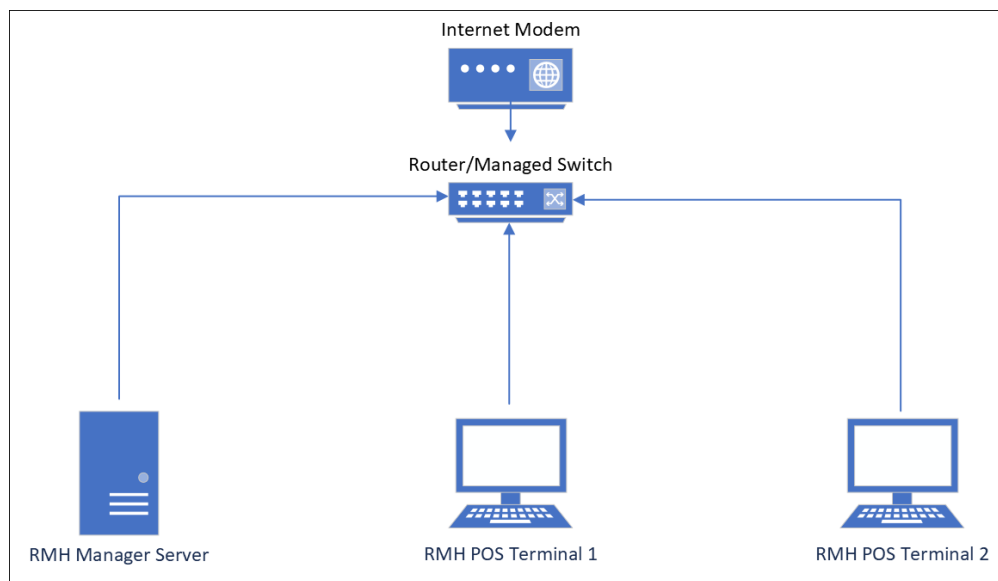 Internet Modem
Router/Managed Switch
RMH Manager Server
RMH POS Terminal 1
RMH POS Terminal 2